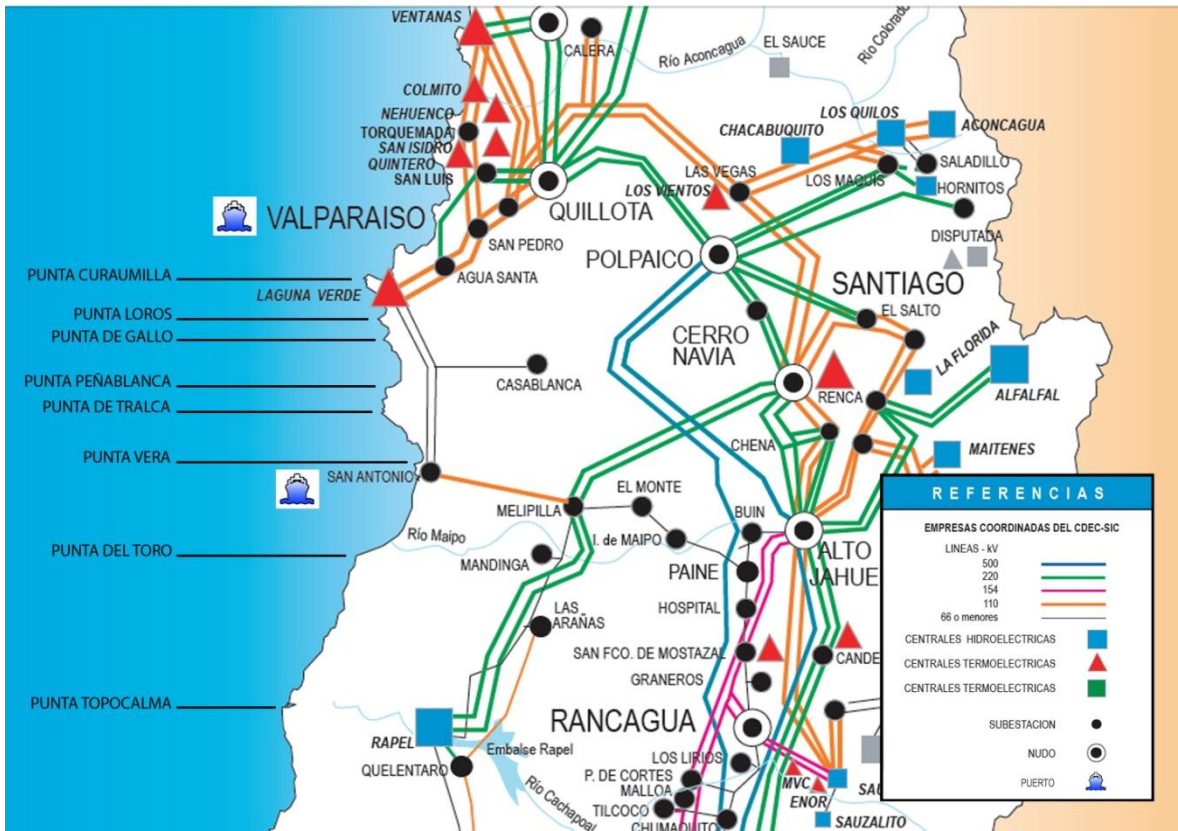 VENTANAS
CALERA
Río Aconcagua
EL SAUCE
Río Colorado
COLMITO
NEHUENCO
TORQUEMADA
SAN ISIDRO
QUINTERO
SAN LUIS
LOS QUILOS
CHACABUQUITO
ACONCAGUA
LAS VEGAS
LOS VIENTOS
LOS MAQUIS
SALADILLO
HORNITOS
VALPARAISO
QUILLOTA
SAN PEDRO
POLPAICO
DISPUTADA
AGUA SANTA
PUNTA CURAUMILLA
LAGUNA VERDE
SANTIAGO
EL SALTO
PUNTA LOROS
PUNTA DE GALLO
CERRO
NAVIA
LA FLORIDA
PUNTA PEÑABLANCA
CASABLANCA
RENCA
ALFALFAL
PUNTA DE TRALCA
CHENA
MAITENES
PUNTA VERA
SAN ANTONIO
EL MONTE
MELIPILLA
BUIN
Río Maipo
I. de MAIPO
ALTO
JAHUE
PUNTA DEL TORO
MANDINGA
PAINE
HOSPITAL
LAS
ARAÑAS
SAN FCO. DE MOSTAZAL
CANDE
GRANEROS
PUNTA TOPOCALMA
RANCAGUA
RAPEL
Embalse Rapel
QUELENTARO
LOS LIRIOS
P. DE CORTES
MALLOA
TILCOCO
CHUMAQUITO
Río Cachapoal
MVC
ENOR
SAU
SAUZALITO
REFERENCIAS
EMPRESAS COORDINADAS DEL CDEC-SIC
LINEAS - kV
500
220
154
110
66 o menores
CENTRALES HIDROELECTRICAS
CENTRALES TERMOELECTRICAS
CENTRALES TERMOELECTRICAS
SUBESTACION
NUDO
PUERTO